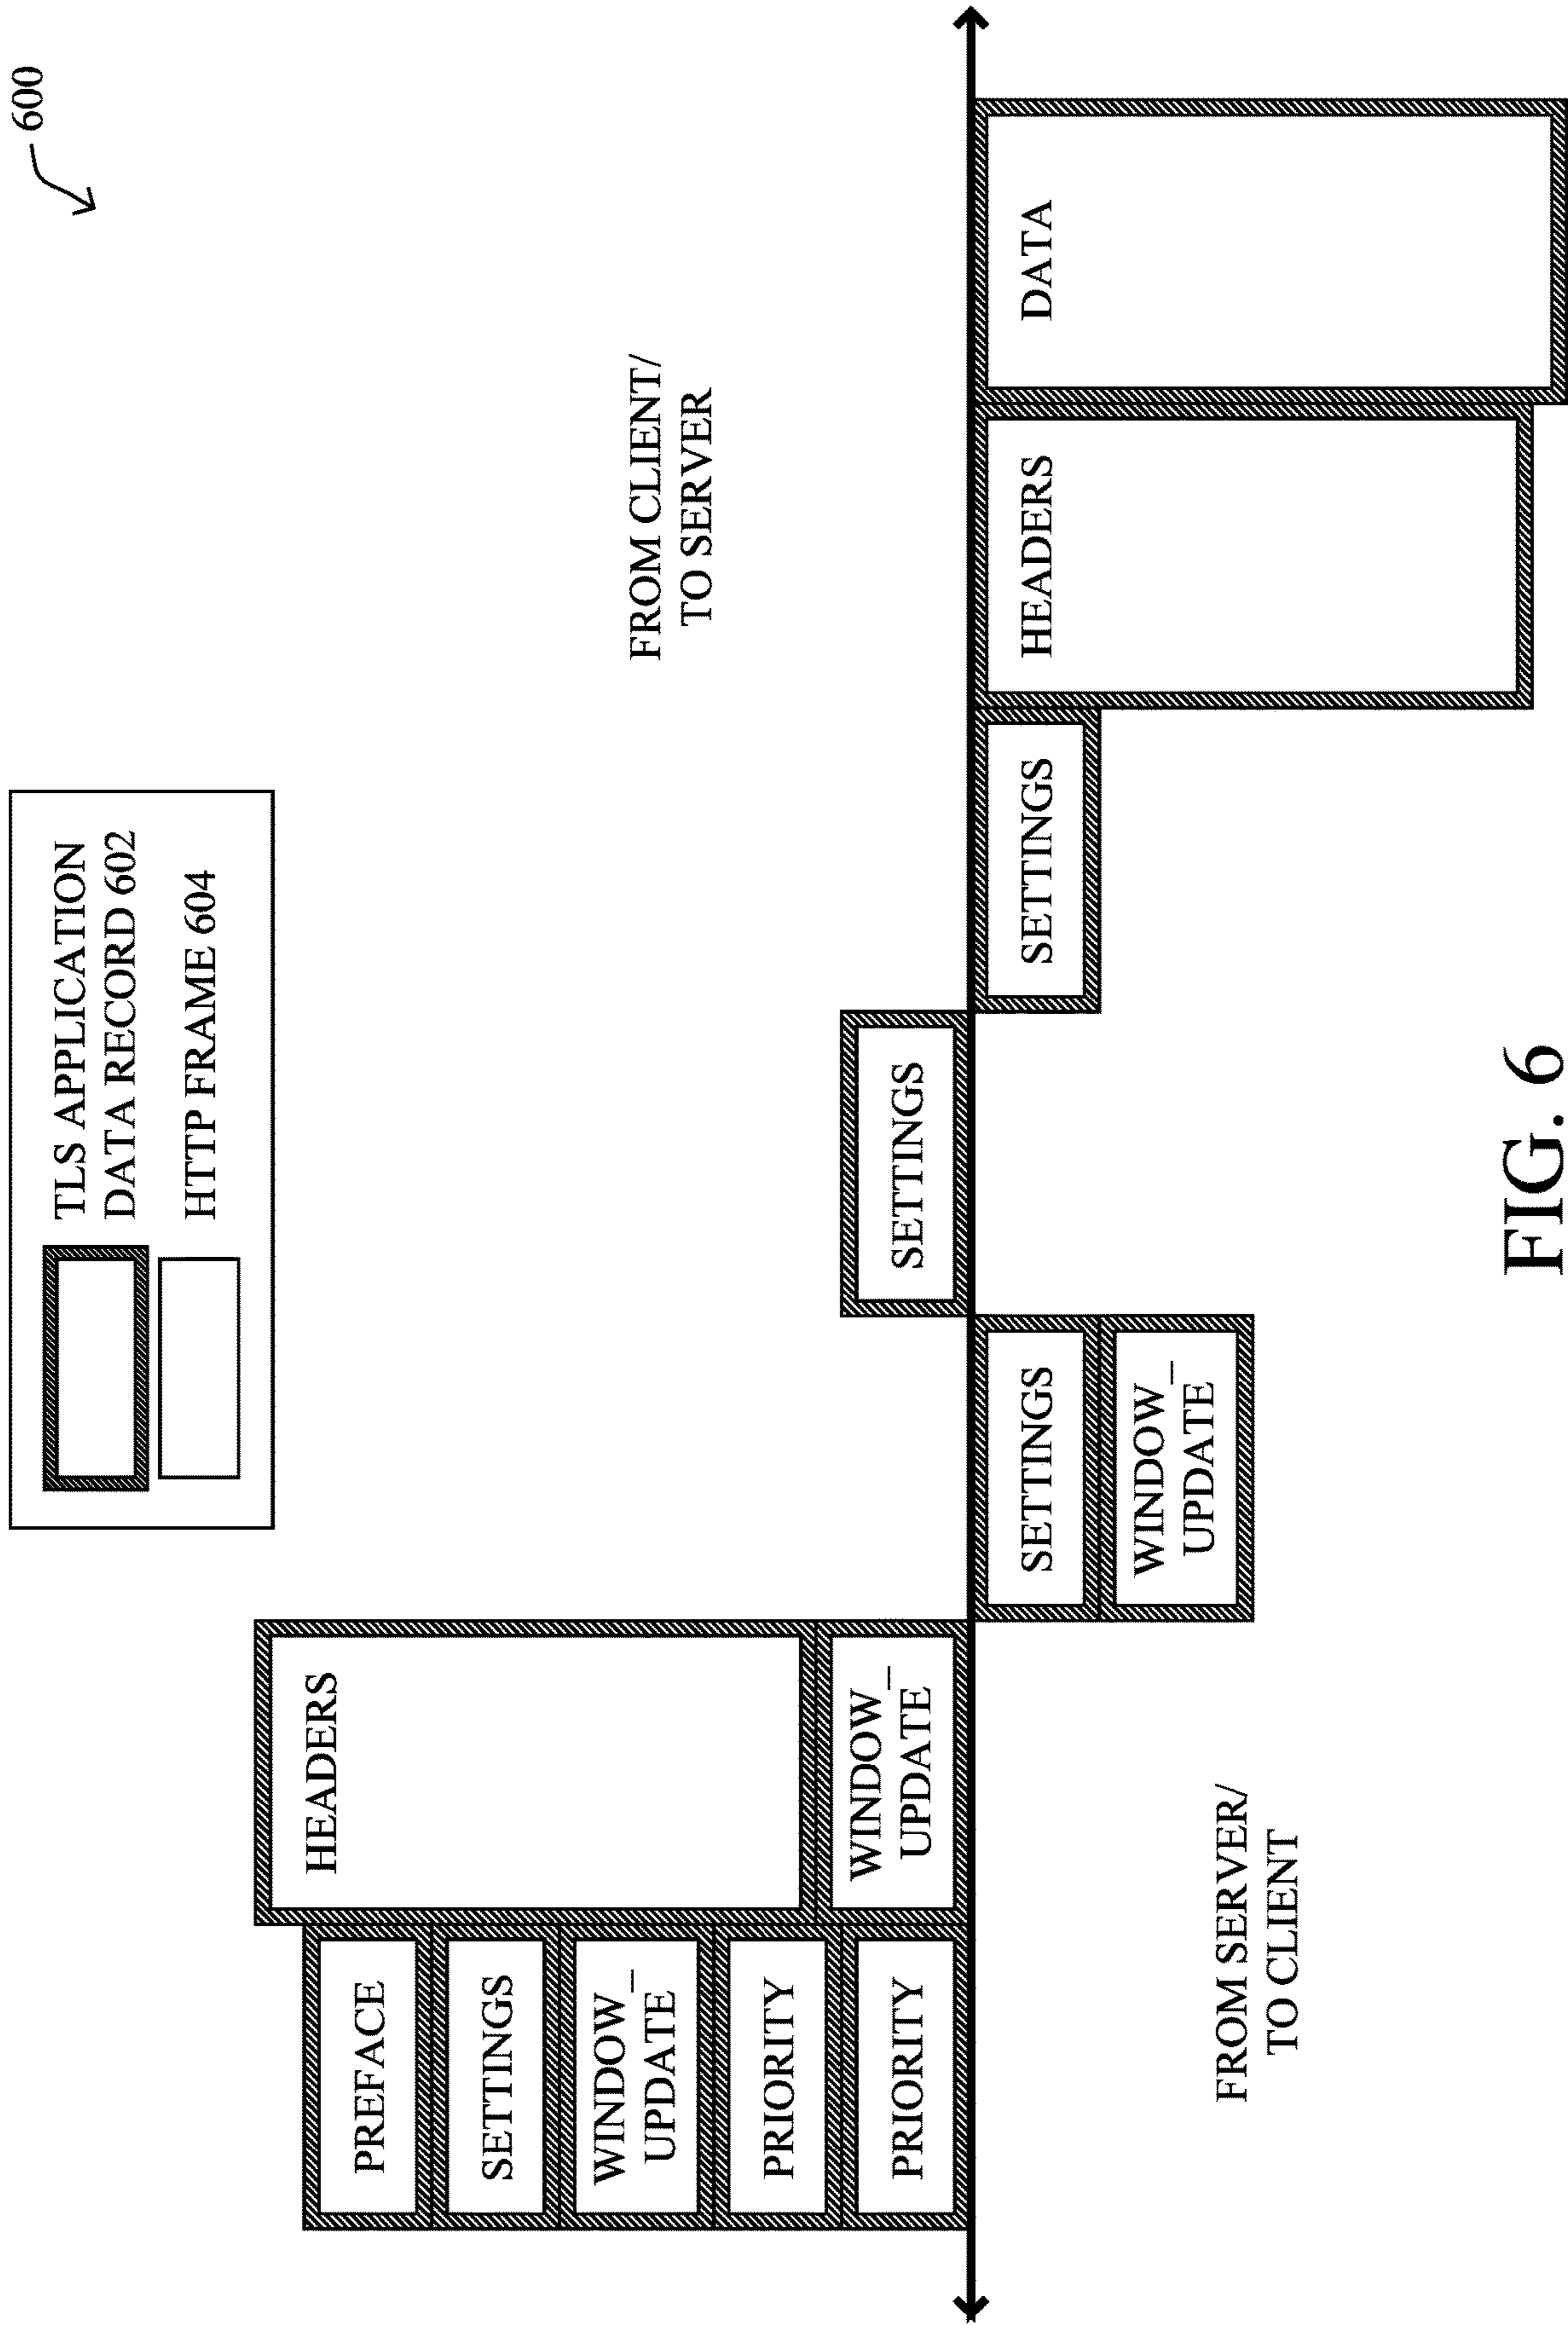 600
TLS APPLICATION
DATA RECORD 602
HTTP FRAME 604
FROM CLIENT/
TO SERVER
PREFACE
SETTINGS
WINDOW_
UPDATE
PRIORITY
PRIORITY
HEADERS
WINDOW_
UPDATE
SETTINGS
WINDOW_
UPDATE
SETTINGS
SETTINGS
HEADERS
DATA
FROM SERVER/
TO CLIENT
FIG. 6